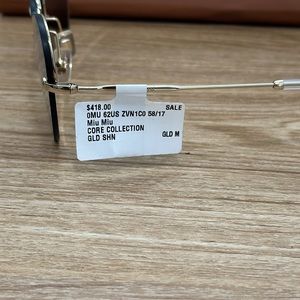 $418.00 SALE
0MU 62US ZVN1C0 58/17
Miu Miu
CORE COLLECTION
GLD SHN GLD M